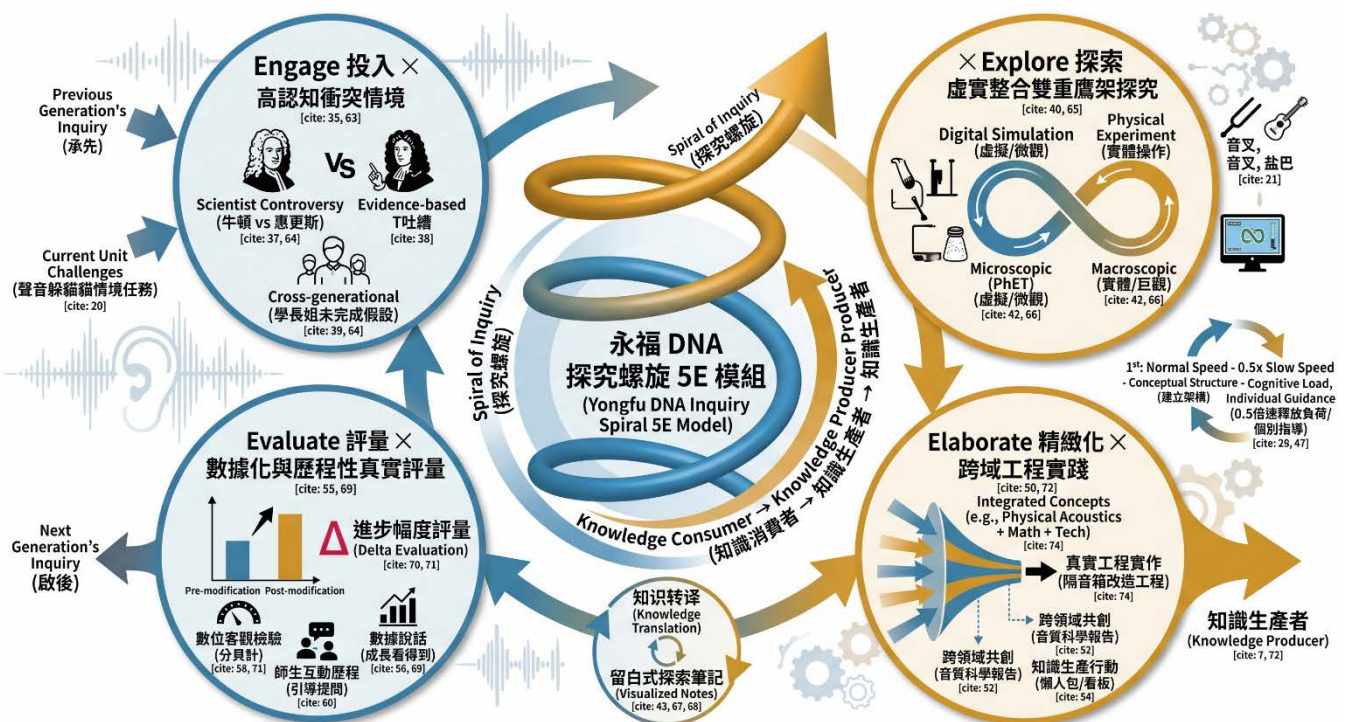 Engage 投入 ×
高認知衝突情境
[cite: 35, 63]
Previous
Generation's
Inquiry
(承先)
VS
Scientist Controversy
(牛頓 vs 惠更斯)
[cite: 37, 64]
Evidence-based
T吐糟
[cite: 38]
Current Unit
Challenges
(聲音躲貓貓情境任務)
[cite: 20]
Cross-generational
(學長姐未完成假設)
[cite: 39, 64]
Spiral of Inquiry
(探究螺旋)
× Explore 探索
虛實整合雙重鷹架探究
[cite: 40, 65]
Digital Simulation
(虛擬/微觀)
Physical
Experiment
(實體操作)
Microscopic
(PhET)
(虛擬/微觀)
[cite: 42, 66]
Macroscopic
(實體/巨觀)
[cite: 42, 66]
音叉,
音叉, 盐巴
[cite: 21]
1st: Normal Speed - 0.5x Slow Speed
- Conceptual Structure - Cognitive Load,
(建立架構)
Individual Guidance
(0.5倍速釋放負荷/
個別指導)
[cite: 29, 47]
Spiral of Inquiry
(探究螺旋)
永福 DNA
探究螺旋 5E 模組
(Yongfu DNA Inquiry
Spiral 5E Model)
Knowledge Consumer → Knowledge Producer Producer
(知識消費者 → 知識生產者 → 知識生產者
Evaluate 評量 ×
數據化與歷程性真實評量
[cite: 55, 69]
Δ 進步幅度評量
(Delta Evaluation)
[cite: 70, 71]
Pre-modification
Post-modification
數位客觀檢驗
(分貝計)
[cite: 58, 71]
師生互動歷程
(引導提問)
[cite: 60]
數據說話
(成長看得到)
[cite: 56, 69]
Next
Generation's
Inquiry
(啟後)
知识转译
(Knowledge
Translation)
留白式探索筆記
(Visualized Notes)
[cite: 43, 67, 68]
Elaborate 精緻化 ×
跨域工程實踐
[cite: 50, 72]
Integrated Concepts
(e.g., Physical Acoustics
+ Math + Tech)
[cite: 74]
真實工程實作
(隔音箱改造工程)
[cite: 74]
跨領域共創
(音質科學報告)
[cite: 52]
跨領域共創
(音質科學報告)
[cite: 52]
知識生產行動
(懶人包/看板)
[cite: 54]
知識生產者
(Knowledge Producer)
[cite: 7, 72]